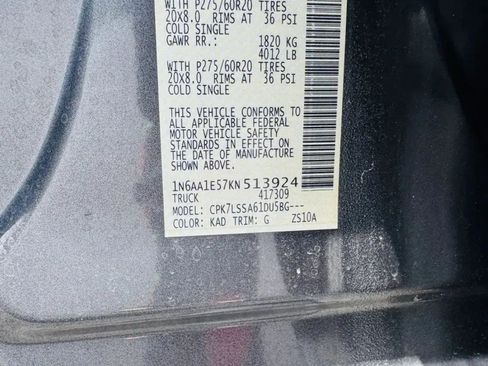 WITH P275/60R20 TIRES
20X8.0 RIMS AT 36 PSI
COLD SINGLE
GAWR RR.: 1820 KG
4012 LB
WITH P275/60R20 TIRES
20X8.0 RIMS AT 36 PSI
COLD SINGLE
THIS VEHICLE CONFORMS TO
ALL APPLICABLE FEDERAL
MOTOR VEHICLE SAFETY
STANDARDS IN EFFECT
ON THE DATE OF
MANUFACTURE SHOWN ABOVE.
1N6AA1E57KN513924
TRUCK 417309
MODEL: CPK7LSSA61DU5BG---
COLOR: KAD TRIM: G ZS10A